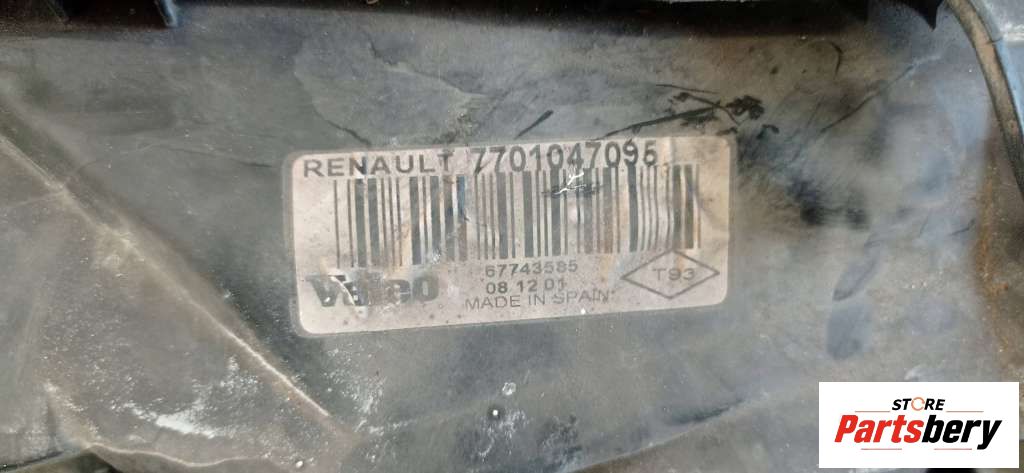 RENAULT 7701047095
67743585
Valeo
08 12 01
T93
MADE IN SPAIN
STORE
Partsbery